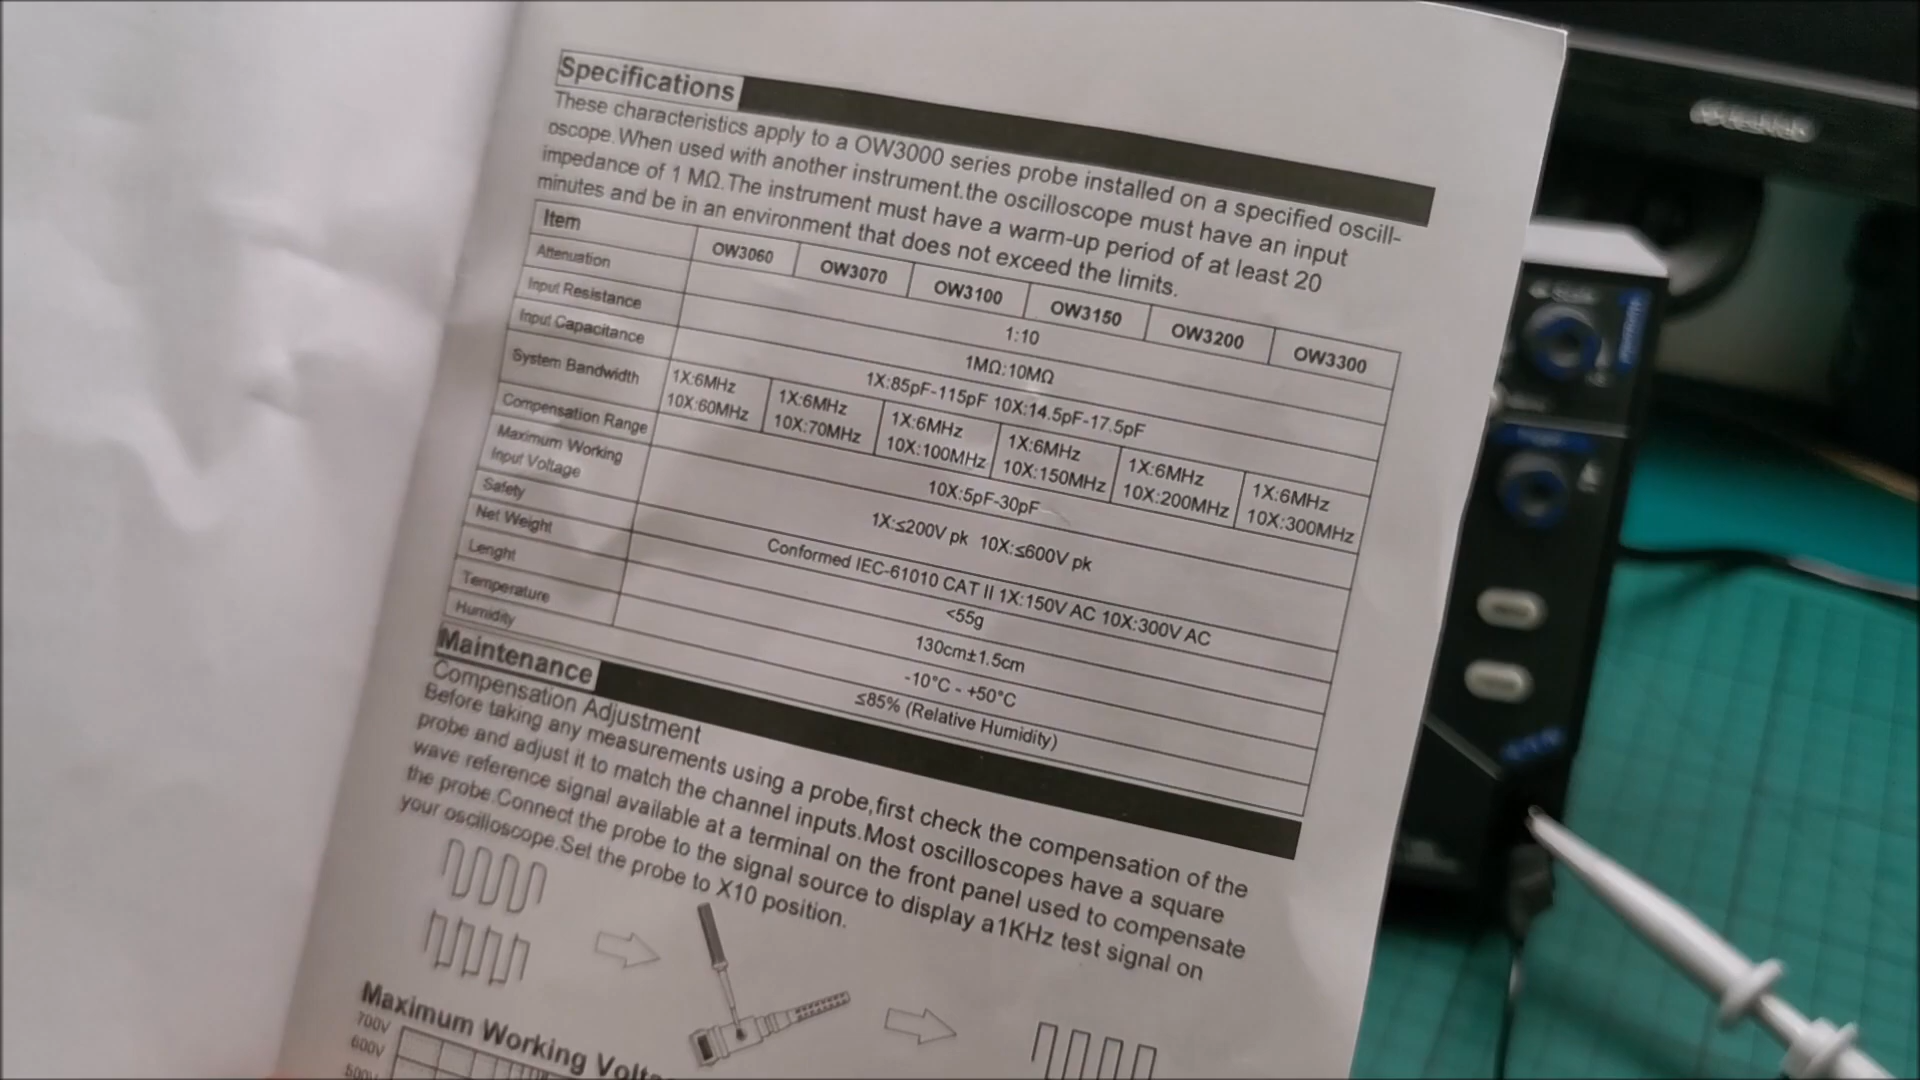 Specifications
These characteristics apply to a OW3000 series probe installed on a specified oscill-
oscope.When used with another instrument.the oscilloscope must have an input
impedance of 1 MΩ.The instrument must have a warm-up period of at least 20
minutes and be in an environment that does not exceed the limits.
Item OW3060 OW3070 OW3100 OW3150 OW3200 OW3300
Attenuation 1:10
Input Resistance 1MΩ:10MΩ
Input Capacitance 1X:85pF-115pF 10X:14.5pF-17.5pF
System Bandwidth 1X:6MHz 1X:6MHz 1X:6MHz 1X:6MHz 1X:6MHz 1X:6MHz
10X:60MHz 10X:70MHz 10X:100MHz 10X:150MHz 10X:200MHz 10X:300MHz
Compensation Range 10X:5pF-30pF
Maximum Working
Input Voltage 1X:≤200V pk 10X:≤600V pk
Safety Conformed IEC-61010 CAT II 1X:150V AC 10X:300V AC
Net Weight <55g
Lenght 130cm±1.5cm
Temperature -10°C - +50°C
Humidity ≤85% (Relative Humidity)
Maintenance
Compensation Adjustment
Before taking any measurements using a probe,first check the compensation of the
probe and adjust it to match the channel inputs.Most oscilloscopes have a square
wave reference signal available at a terminal on the front panel used to compensate
the probe.Connect the probe to the signal source to display a1KHz test signal on
your oscilloscope.Set the probe to X10 position.
Maximum Working
700V
600V
500V